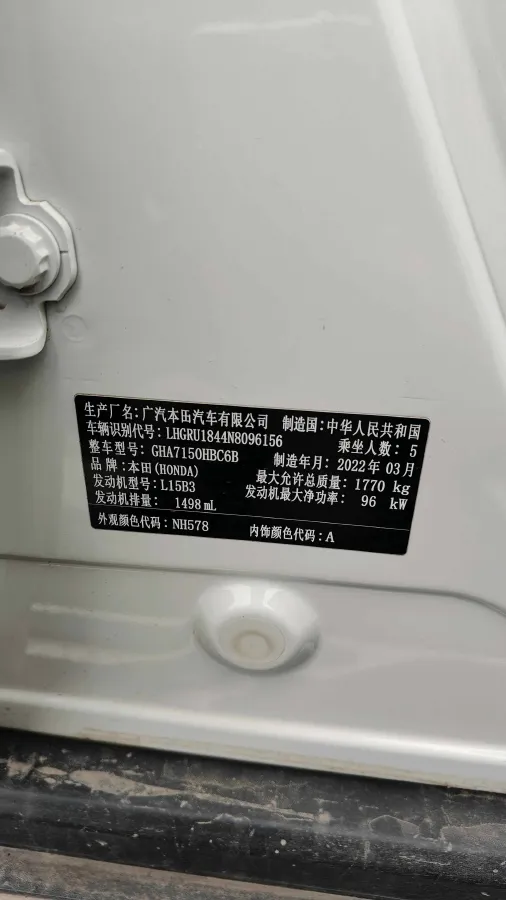 生产厂名:广汽本田汽车有限公司 制造国:中华人民共和国
车辆识别代号:LHGRU1844N8096156 乘坐人数:5
整车型号:GHA7150HBC6B 制造年月:2022年03月
品牌:本田(HONDA) 最大允许总质量:1770 kg
发动机型号:L15B3 发动机最大净功率:96 kW
发动机排量:1498 mL
外观颜色代码:NH578 内饰颜色代码:A